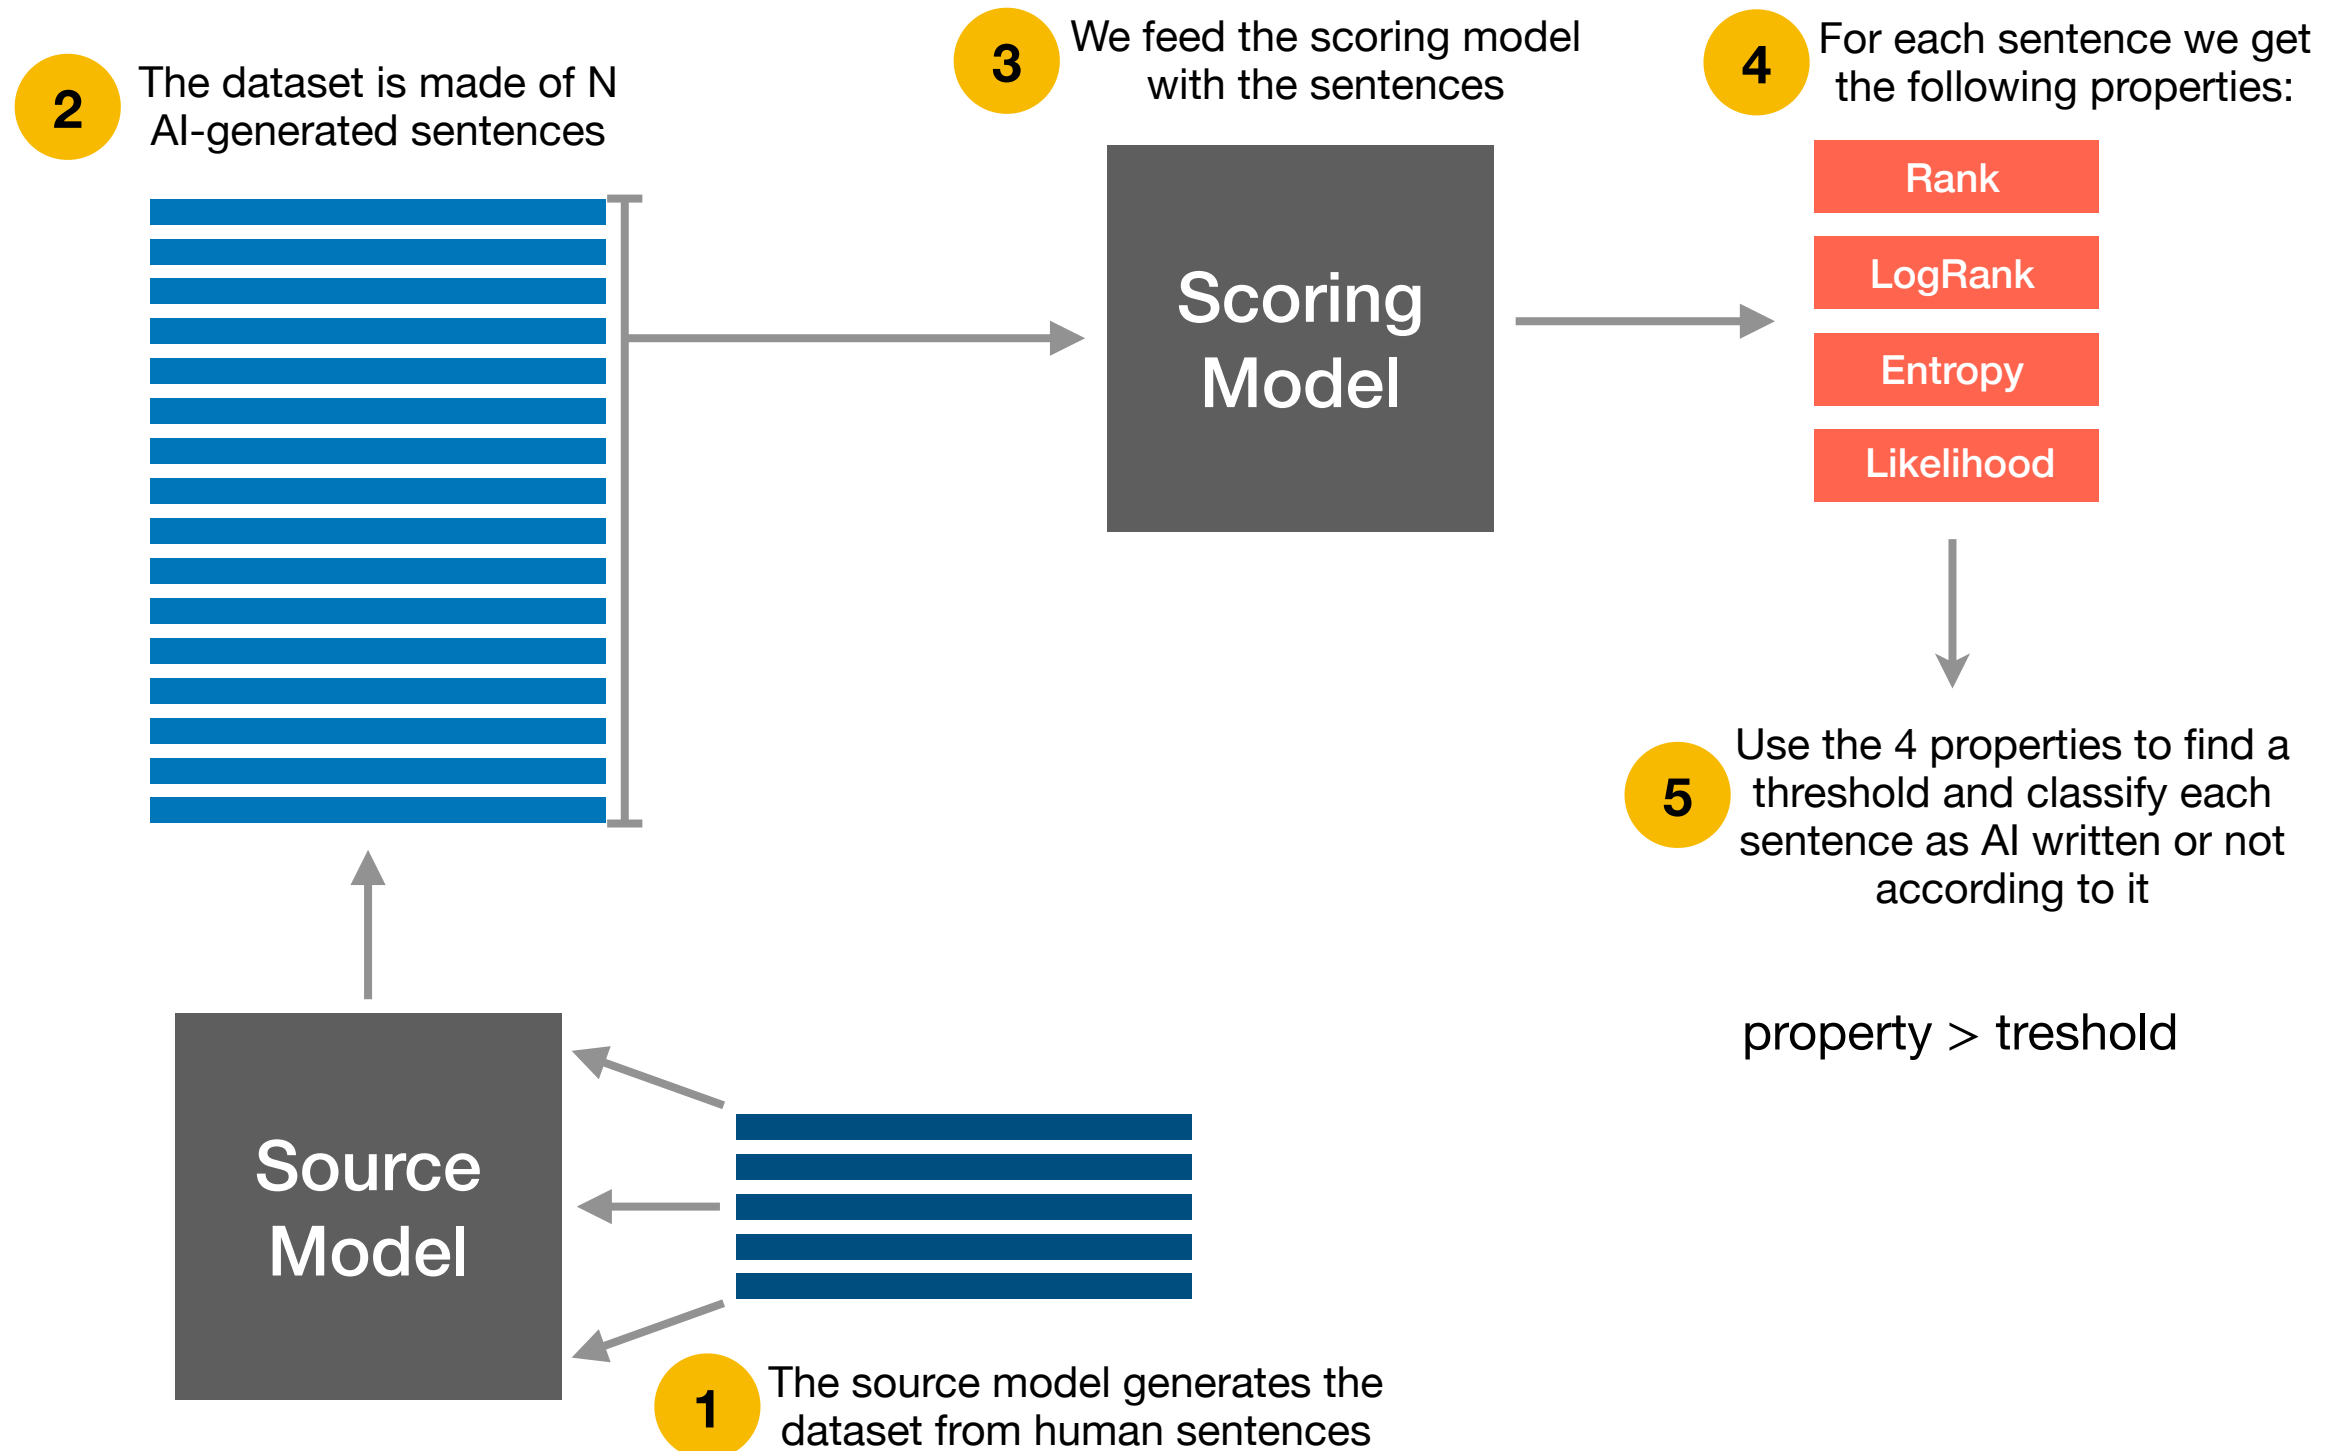 2
The dataset is made of N
AI-generated sentences
3
We feed the scoring model
with the sentences
4
For each sentence we get
the following properties:
Scoring
Model
Rank
LogRank
Entropy
Likelihood
5
Use the 4 properties to find a
threshold and classify each
sentence as AI written or not
according to it
property > treshold
Source
Model
1
The source model generates the
dataset from human sentences